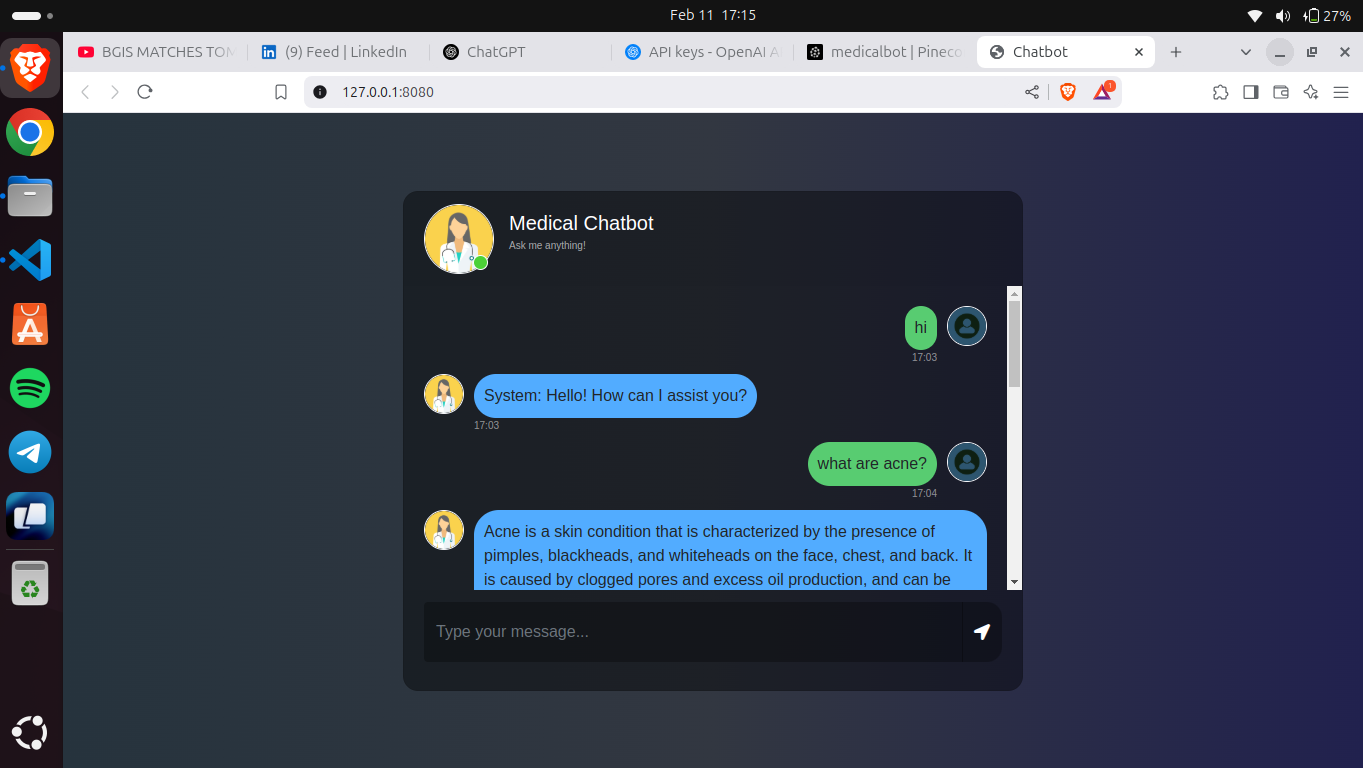 Feb 11 17:15
27%
BGIS MATCHES TOM
(9) Feed | LinkedIn
ChatGPT
API keys - OpenAI A
medicalbot | Pineco
Chatbot
127.0.0.1:8080
1
Medical Chatbot
Ask me anything!
hi
17:03
System: Hello! How can I assist you?
17:03
what are acne?
17:04
Acne is a skin condition that is characterized by the presence of
pimples, blackheads, and whiteheads on the face, chest, and back. It
is caused by clogged pores and excess oil production, and can be
Type your message...